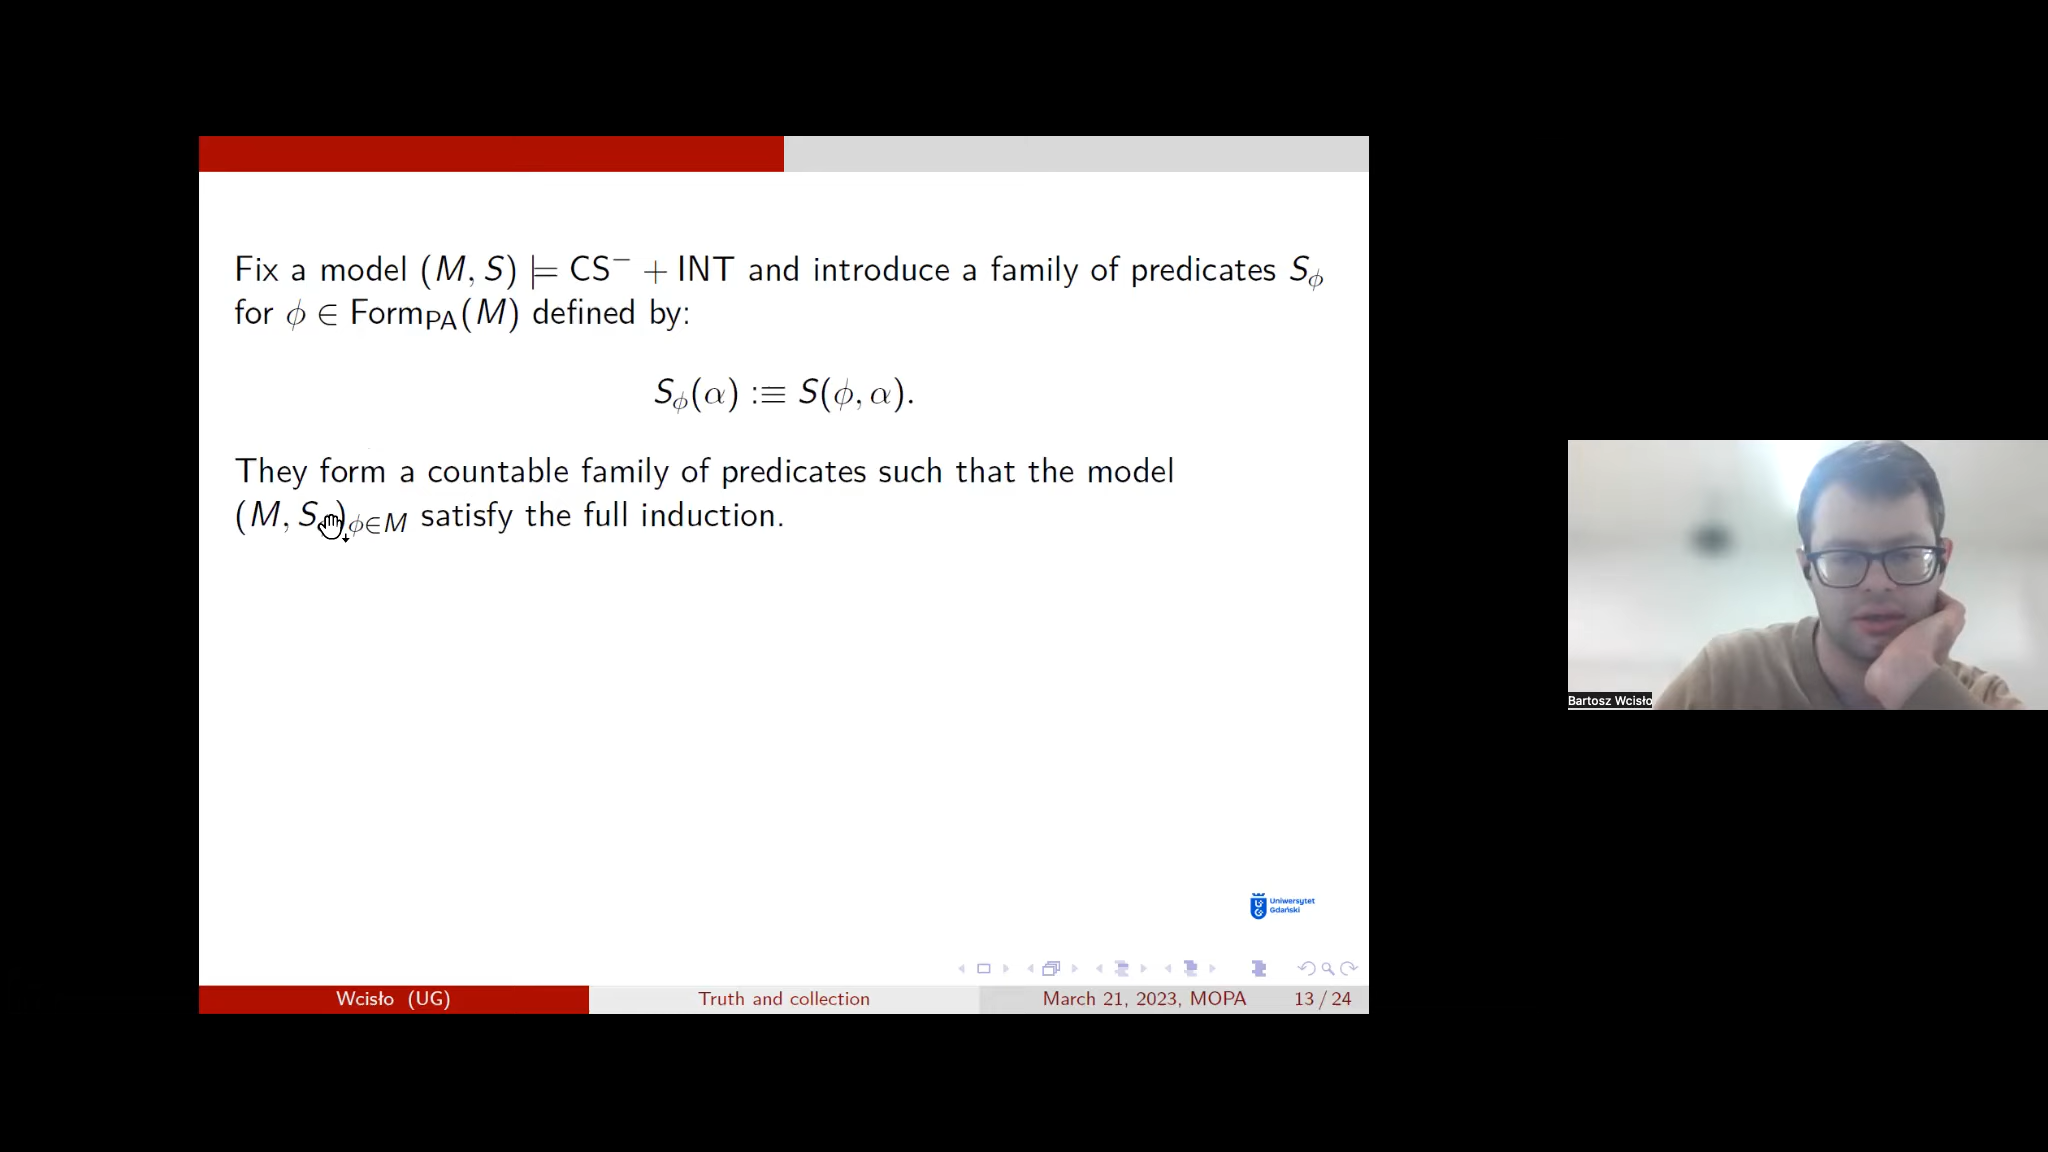 Fix a model (M, S) ⊨ CS⁻ + INT and introduce a family of predicates S_ϕ
for ϕ ∈ Form_PA(M) defined by:
S_ϕ(α) :≡ S(ϕ, α).
They form a countable family of predicates such that the model
(M, S )_ϕ∈M satisfy the full induction.
Bartosz Wcisło
Uniwersytet
Gdański
Wcisło (UG) Truth and collection March 21, 2023, MOPA 13 / 24